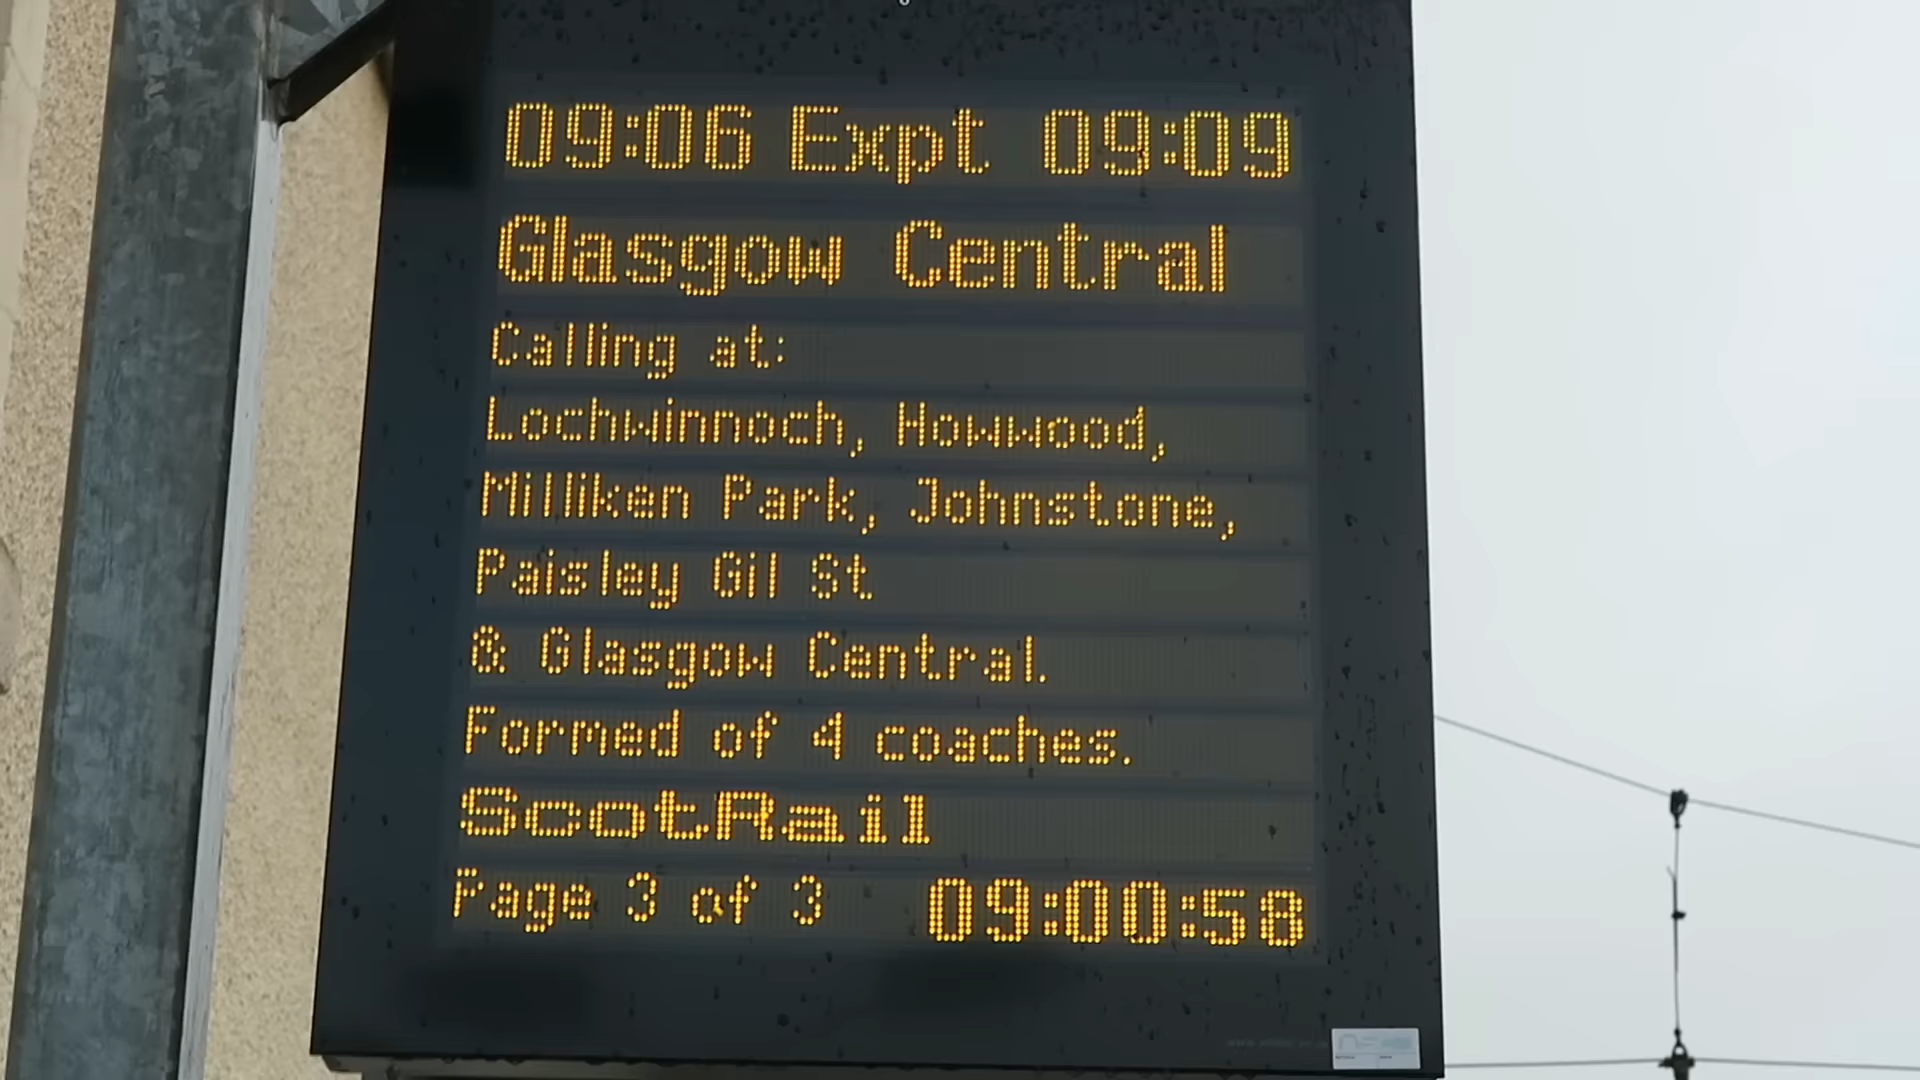 09:06 Expt 09:09
Glasgow Central
Calling at:
Lochwinnoch, Howwood,
Milliken Park, Johnstone,
Paisley Gil St
& Glasgow Central.
Formed of 4 coaches.
ScotRail
Page 3 of 3 09:00:58